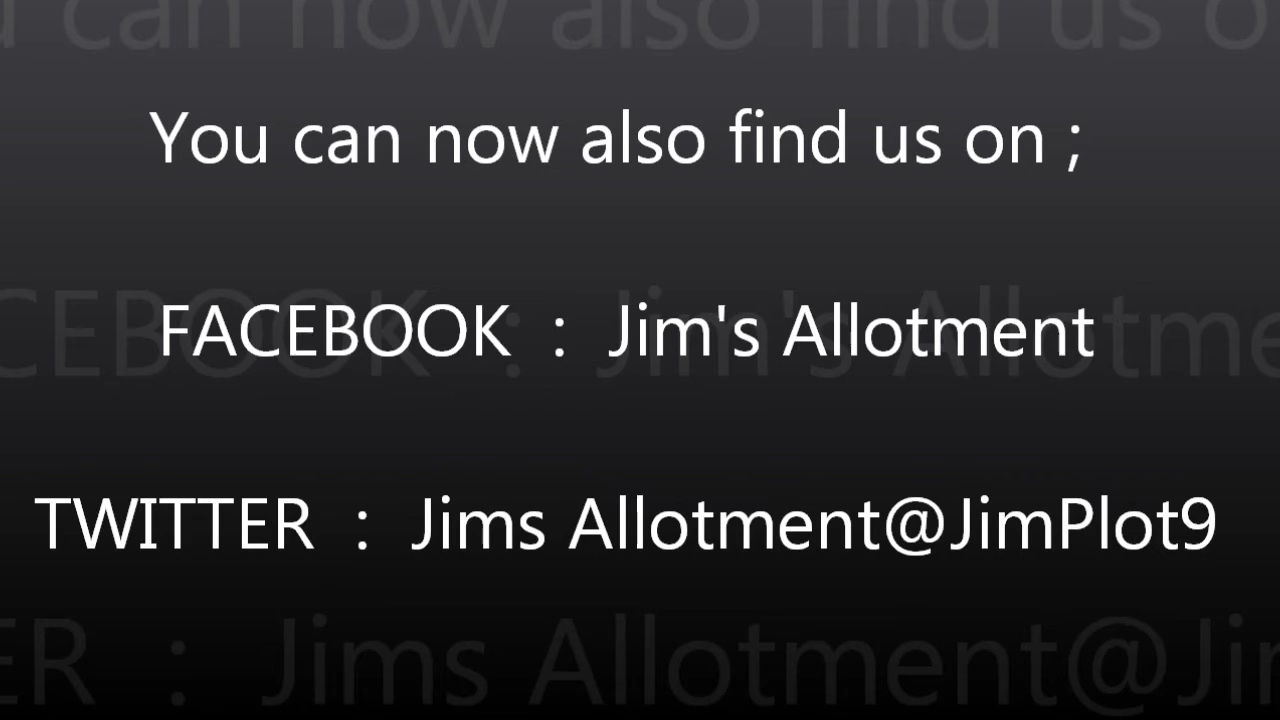 You can now also find us on ;
FACEBOOK : Jim's Allotment
TWITTER : Jims Allotment@JimPlot9